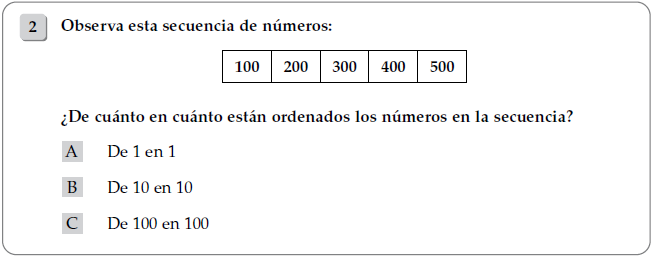 2 Observa esta secuencia de números:
100 200 300 400 500
¿De cuánto en cuánto están ordenados los números en la secuencia?
A De 1 en 1
B De 10 en 10
C De 100 en 100